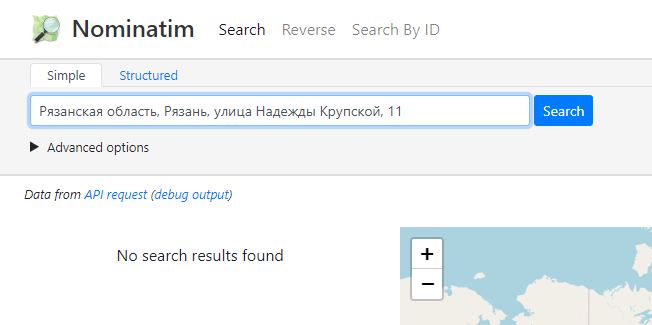 Nominatim Search Reverse Search By ID
Simple Structured
Рязанская область, Рязань, улица Надежды Крупской, 11 Search
▶ Advanced options
Data from API request (debug output)
No search results found
+
−